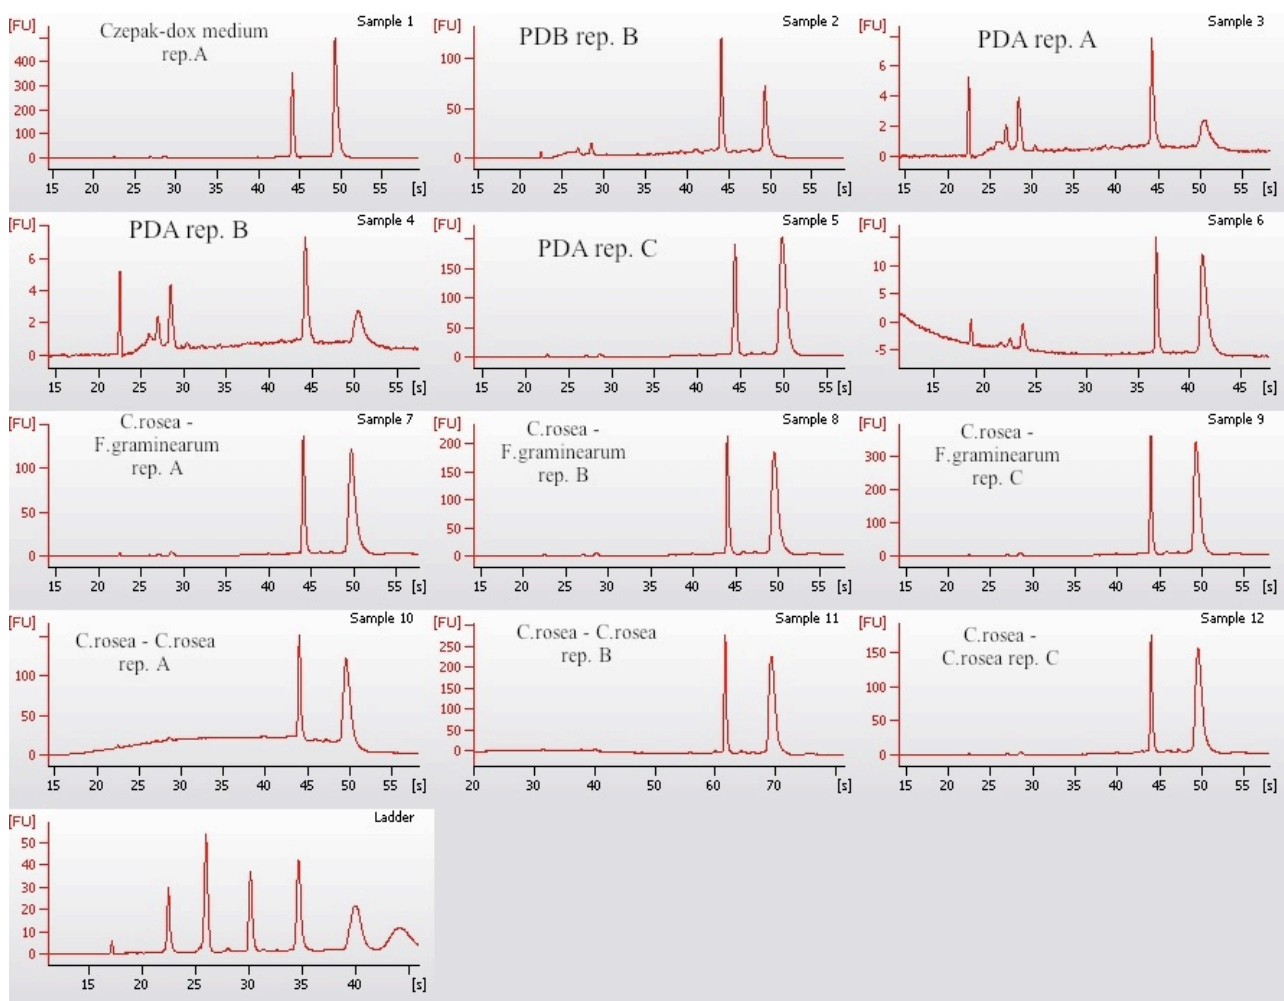 [FU] Sample 1
Czepak-dox medium
rep.A
400
300
200
100
0
15 20 25 30 35 40 45 50 55 [s]
[FU] Sample 2
PDB rep. B
100
50
0
15 20 25 30 35 40 45 50 55 [s]
[FU] Sample 3
PDA rep. A
6
4
2
0
15 20 25 30 35 40 45 50 55 [s]
[FU] Sample 4
PDA rep. B
8
6
4
2
0
15 20 25 30 35 40 45 50 55 [s]
[FU] Sample 5
PDA rep. C
150
100
50
0
15 20 25 30 35 40 45 50 55 [s]
[FU] Sample 6
10
5
0
-5
15 20 25 30 35 40 45 [s]
[FU] Sample 7
C.rosea -
F.graminearum
rep. A
100
50
0
15 20 25 30 35 40 45 50 55 [s]
[FU] Sample 8
C.rosea -
F.graminearum
rep. B
200
150
100
50
0
15 20 25 30 35 40 45 50 55 [s]
[FU] Sample 9
C.rosea -
F.graminearum
rep. C
300
200
100
0
15 20 25 30 35 40 45 50 55 [s]
[FU] Sample 10
C.rosea - C.rosea
rep. A
100
50
0
15 20 25 30 35 40 45 50 55 [s]
[FU] Sample 11
C.rosea - C.rosea
rep. B
250
200
150
100
50
0
20 30 40 50 60 70 [s]
[FU] Sample 12
C.rosea -
C.rosea rep. C
150
100
50
0
15 20 25 30 35 40 45 50 55 [s]
[FU] Ladder
50
40
30
20
10
0
15 20 25 30 35 40 [s]